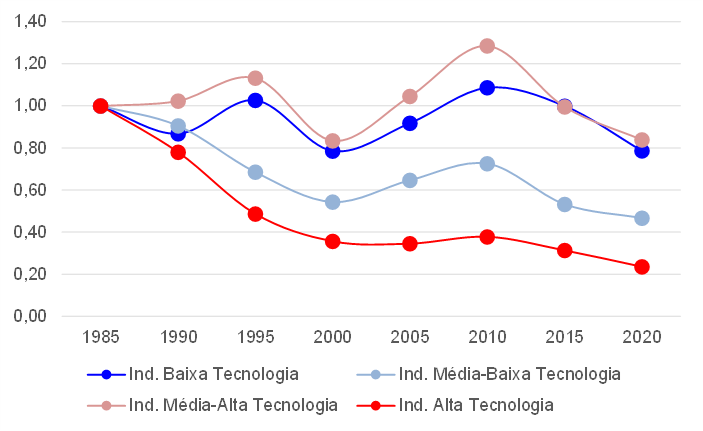 1,40
1,20
1,00
0,80
0,60
0,40
0,20
0,00
1985 1990 1995 2000 2005 2010 2015 2020
Ind. Baixa Tecnologia Ind. Média-Baixa Tecnologia
Ind. Média-Alta Tecnologia Ind. Alta Tecnologia